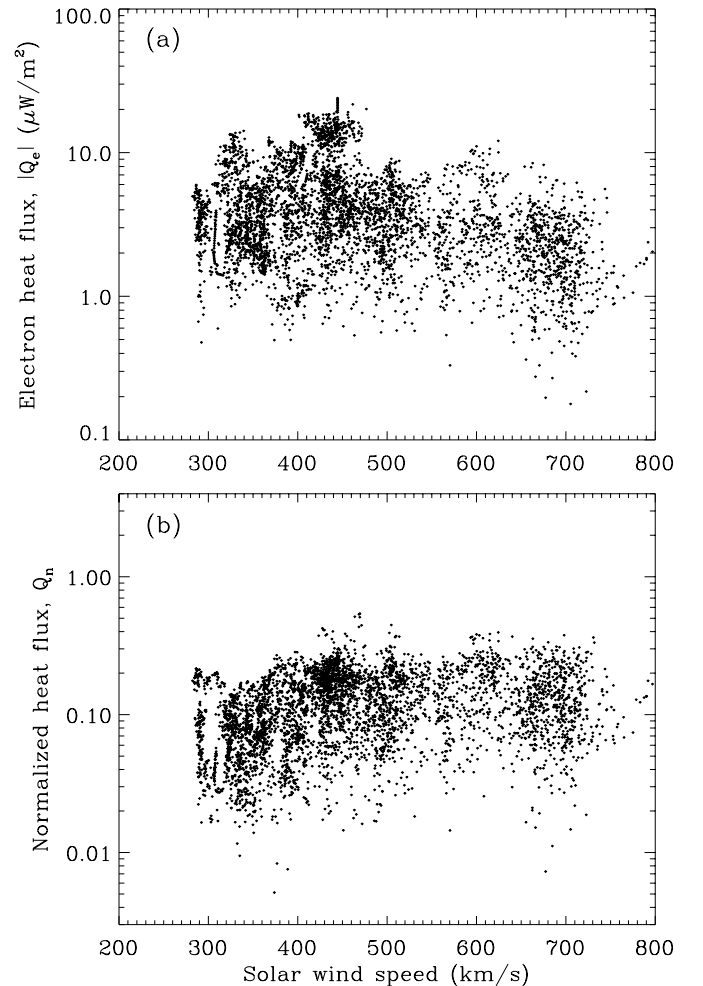 100.0
(a)
10.0
1.0
0.1
Electron heat flux, |Qe| (μW/m²)
200 300 400 500 600 700 800
(b)
1.00
0.10
0.01
Normalized heat flux, Qn
200 300 400 500 600 700 800
Solar wind speed (km/s)